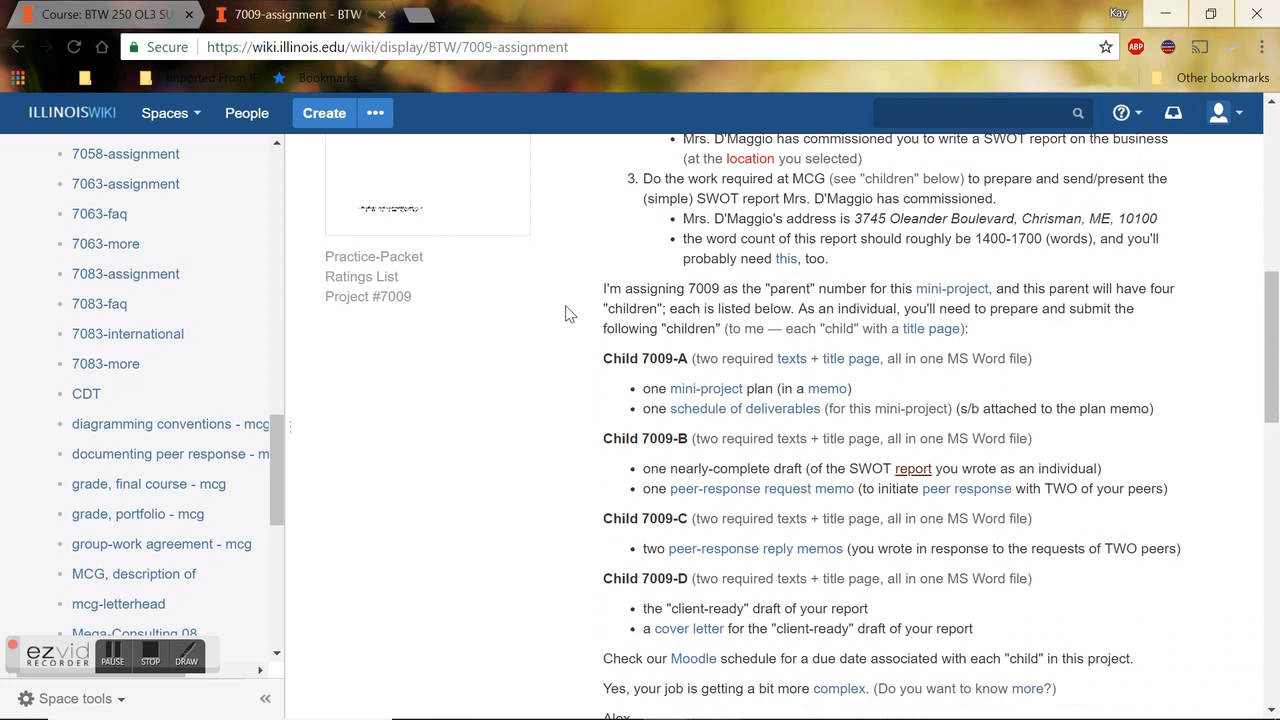 Course: BTW 250 OL3 SU
7009-assignment - BTW
Kay
Secure
https://wiki.illinois.edu/wiki/display/BTW/7009-assignment
ABP
Imported From IE
Bookmarks
Other bookmarks
ILLINOISWIKI
Spaces
People
Create
•••
7058-assignment
7063-assignment
7063-faq
7063-more
7083-assignment
7083-faq
7083-international
7083-more
CDT
diagramming conventions - mcg
documenting peer response - m
grade, final course - mcg
grade, portfolio - mcg
group-work agreement - mcg
MCG, description of
mcg-letterhead
Mega-Consulting 08
ezvid
RECORDER
PAUSE
STOP
DRAW
Space tools
Practice-Packet
Ratings List
Project #7009
• Mrs. D'Maggio has commissioned you to write a SWOT report on the business
(at the location you selected)
3. Do the work required at MCG (see "children" below) to prepare and send/present the
(simple) SWOT report Mrs. D'Maggio has commissioned.
• Mrs. D'Maggio's address is 3745 Oleander Boulevard, Chrisman, ME, 10100
• the word count of this report should roughly be 1400-1700 (words), and you'll
probably need this, too.
I'm assigning 7009 as the "parent" number for this mini-project, and this parent will have four
"children"; each is listed below. As an individual, you'll need to prepare and submit the
following "children" (to me — each "child" with a title page):
Child 7009-A (two required texts + title page, all in one MS Word file)
• one mini-project plan (in a memo)
• one schedule of deliverables (for this mini-project) (s/b attached to the plan memo)
Child 7009-B (two required texts + title page, all in one MS Word file)
• one nearly-complete draft (of the SWOT report you wrote as an individual)
• one peer-response request memo (to initiate peer response with TWO of your peers)
Child 7009-C (two required texts + title page, all in one MS Word file)
• two peer-response reply memos (you wrote in response to the requests of TWO peers)
Child 7009-D (two required texts + title page, all in one MS Word file)
• the "client-ready" draft of your report
• a cover letter for the "client-ready" draft of your report
Check our Moodle schedule for a due date associated with each "child" in this project.
Yes, your job is getting a bit more complex. (Do you want to know more?)
Alex